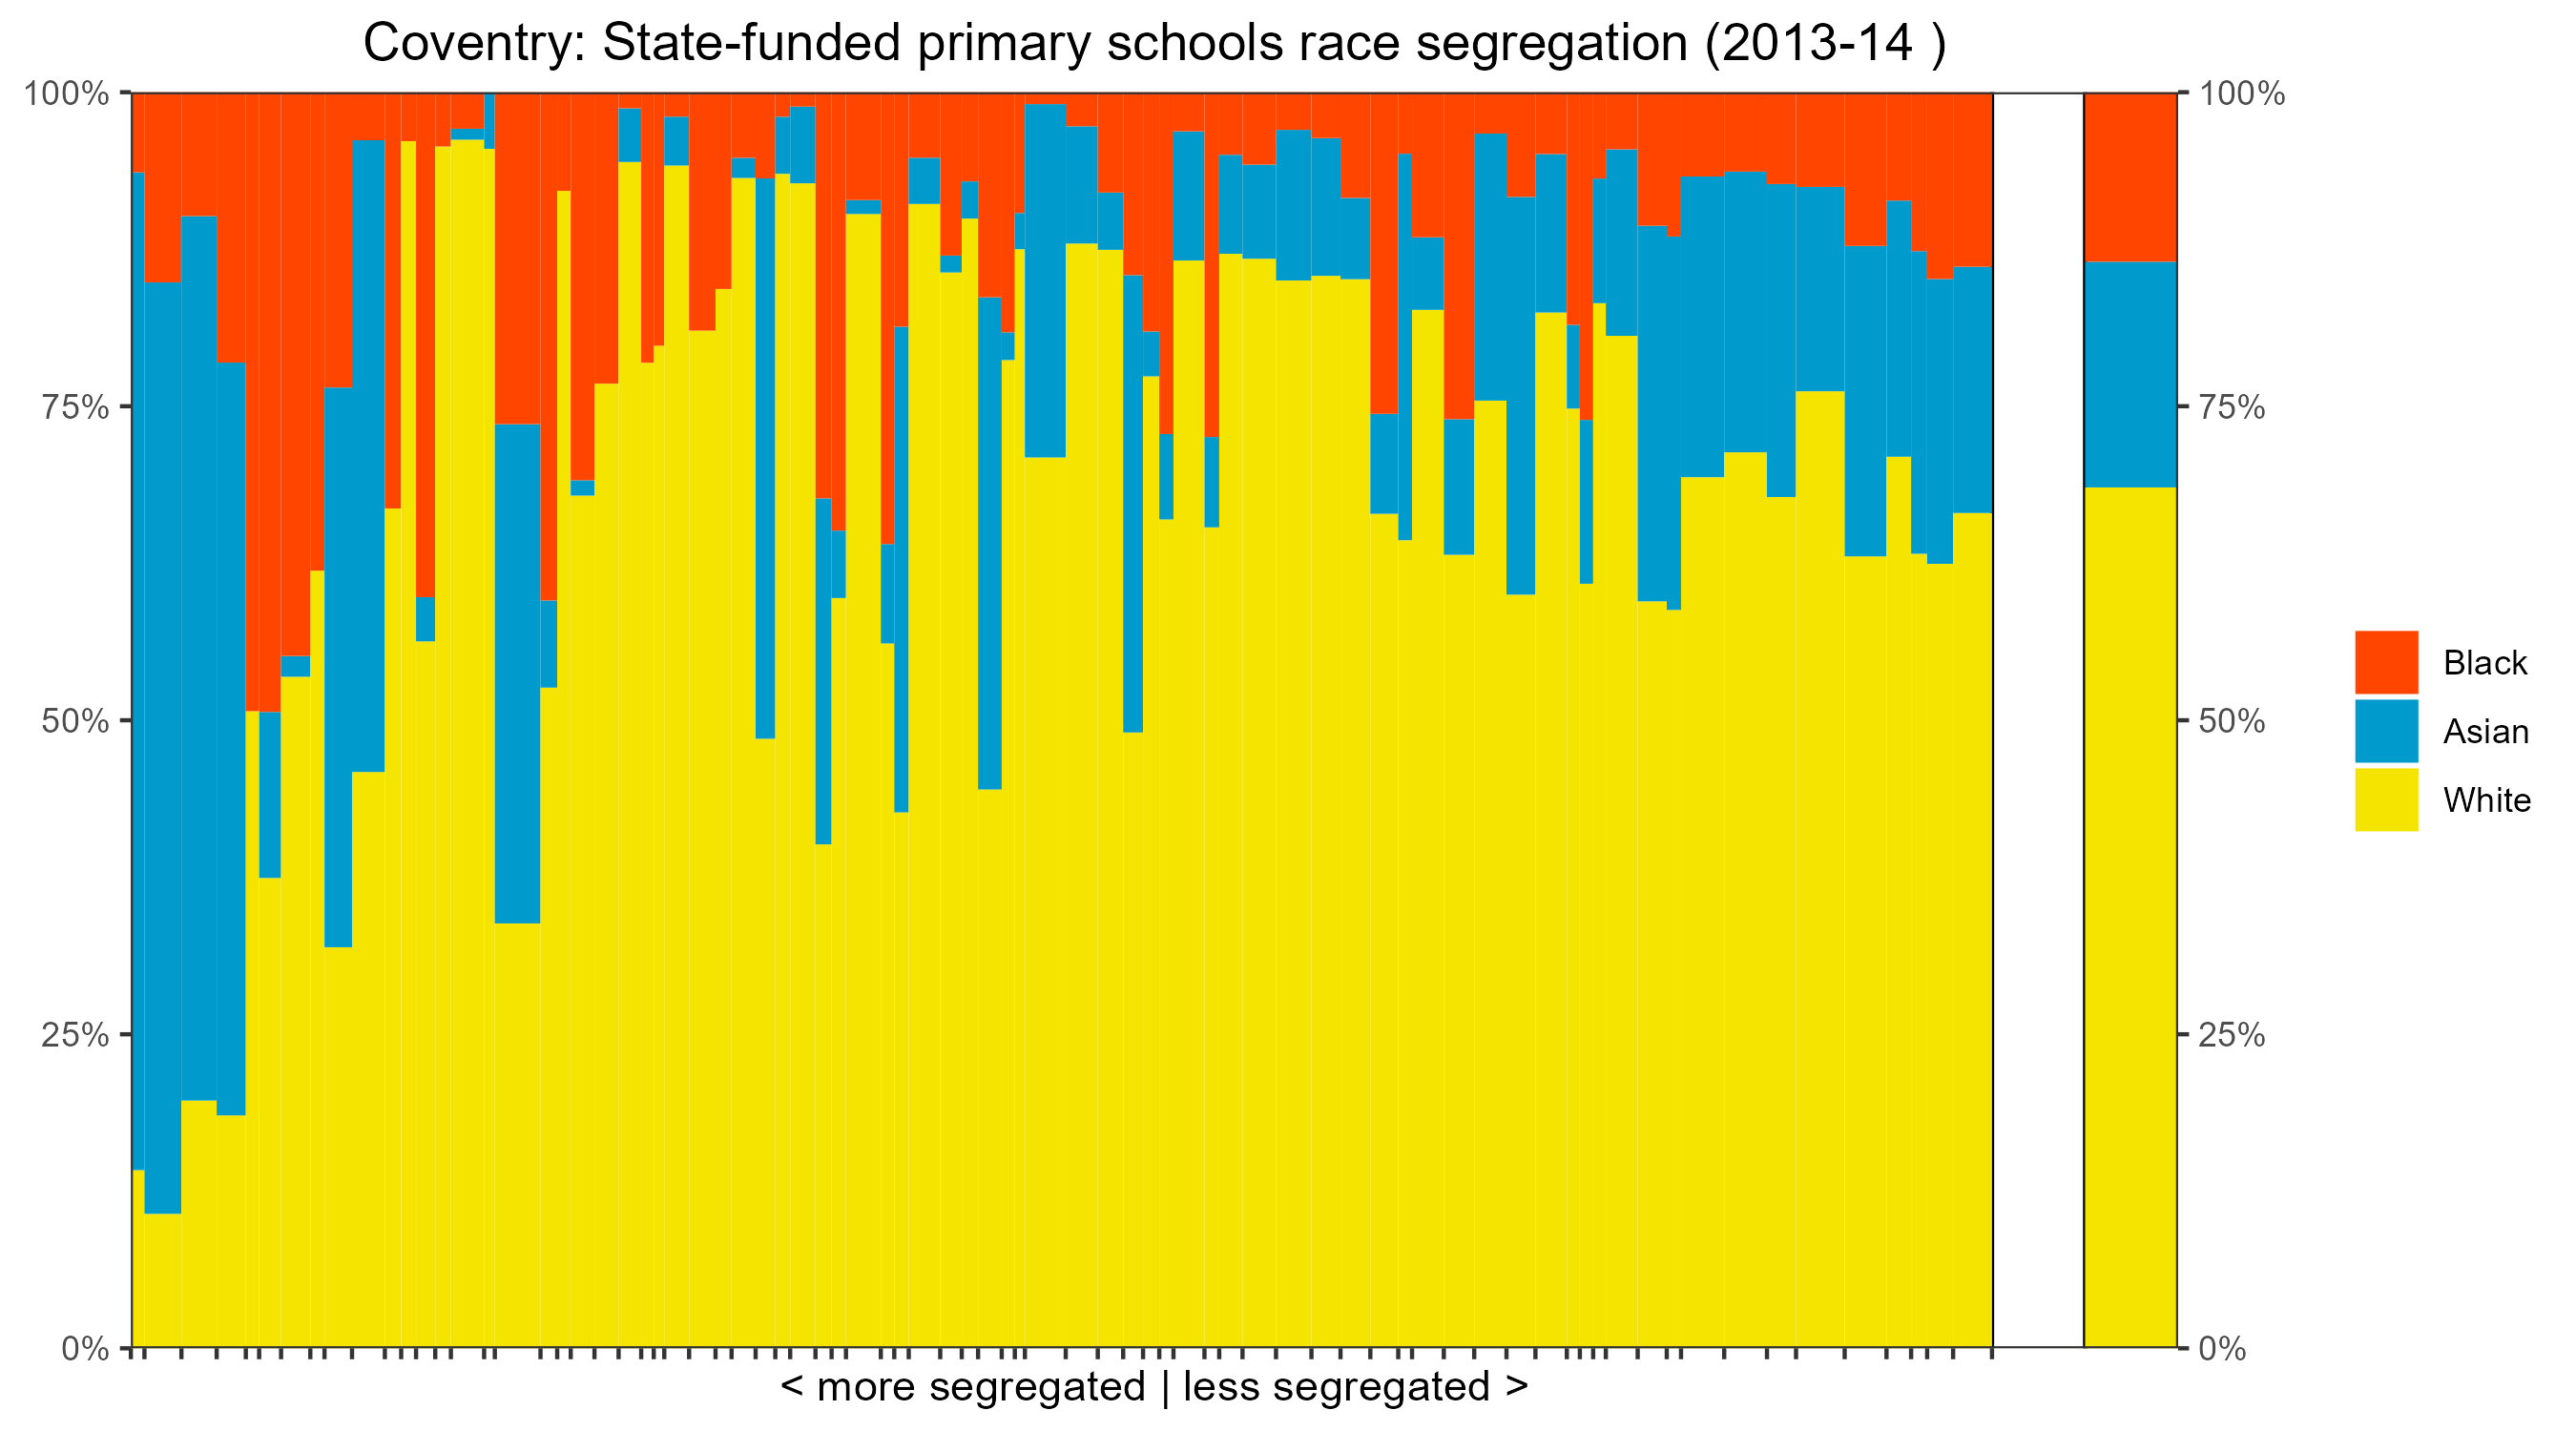 Coventry: State-funded primary schools race segregation (2013-14 )
100%
75%
50%
25%
0%
100%
75%
50%
25%
0%
Black
Asian
White
< more segregated | less segregated >